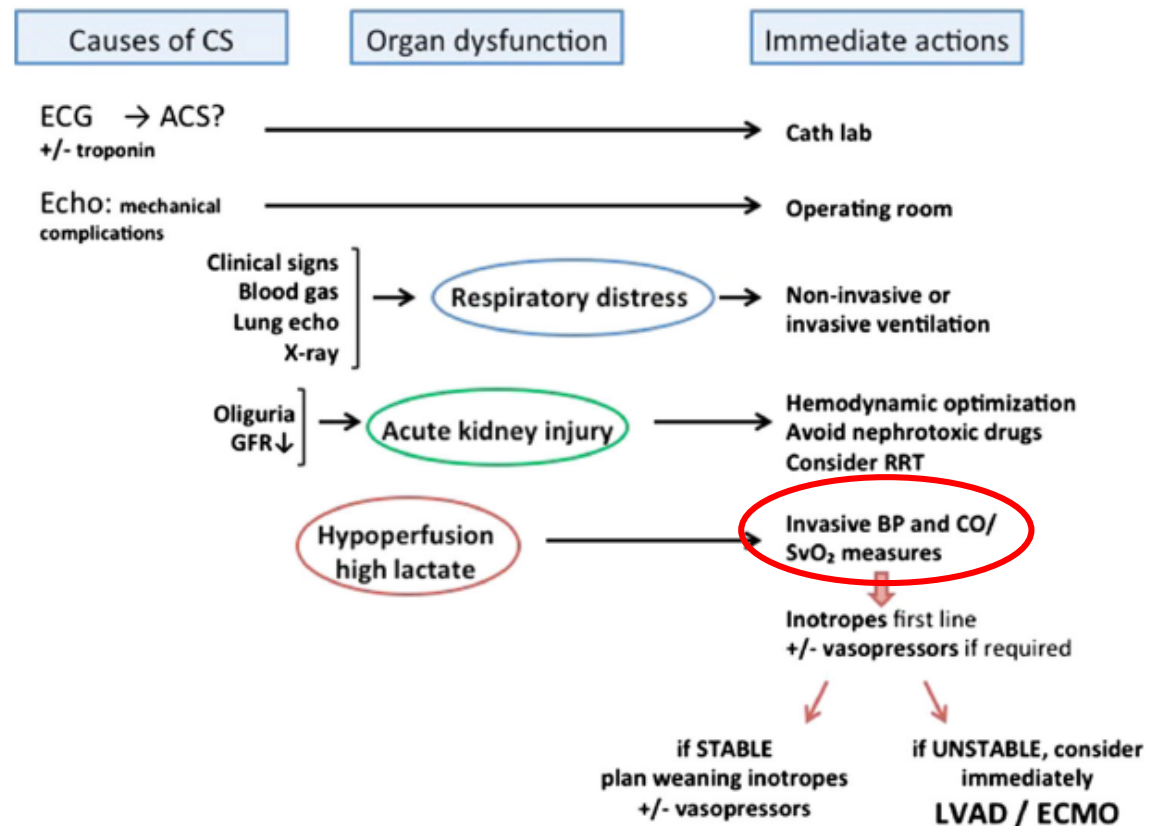 Causes of CS
Organ dysfunction
Immediate actions
ECG → ACS?
+/- troponin
Cath lab
Echo: mechanical
complications
Operating room
Clinical signs
Blood gas
Lung echo
X-ray
Respiratory distress
Non-invasive or
invasive ventilation
Oliguria
GFR↓
Acute kidney injury
Hemodynamic optimization
Avoid nephrotoxic drugs
Consider RRT
Hypoperfusion
high lactate
Invasive BP and CO/
SvO₂ measures
Inotropes first line
+/- vasopressors if required
if STABLE
plan weaning inotropes
+/- vasopressors
if UNSTABLE, consider
immediately
LVAD / ECMO